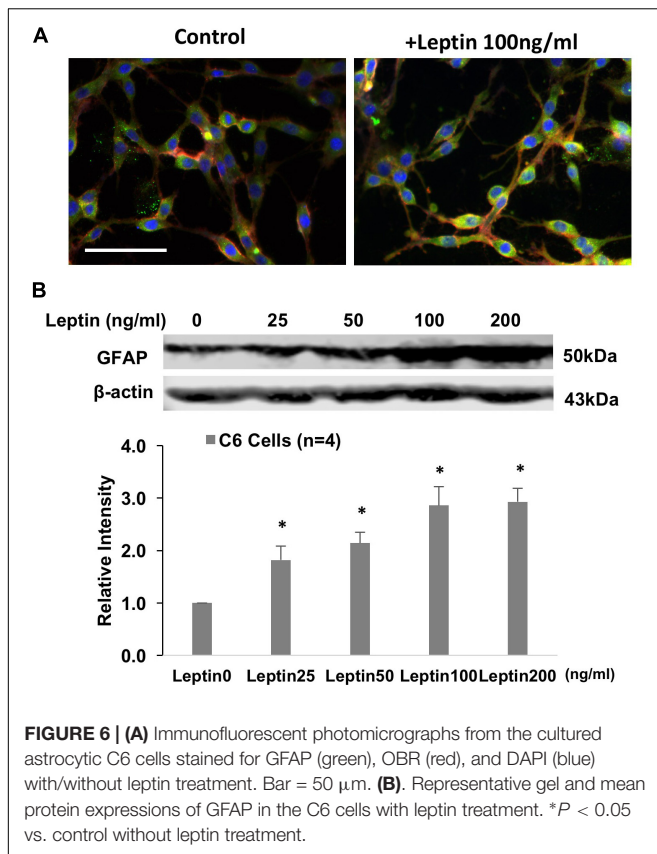 A
Control
+Leptin 100ng/ml
B
Leptin (ng/ml) 0 25 50 100 200
GFAP 50kDa
β-actin 43kDa
C6 Cells (n=4)
Relative Intensity
4.0
3.0
2.0
1.0
0.0
* * * *
Leptin0 Leptin25 Leptin50 Leptin100 Leptin200 (ng/ml)
FIGURE 6 | (A) Immunofluorescent photomicrographs from the cultured
astrocytic C6 cells stained for GFAP (green), OBR (red), and DAPI (blue)
with/without leptin treatment. Bar = 50 μm. (B). Representative gel and mean
protein expressions of GFAP in the C6 cells with leptin treatment. *P < 0.05
vs. control without leptin treatment.